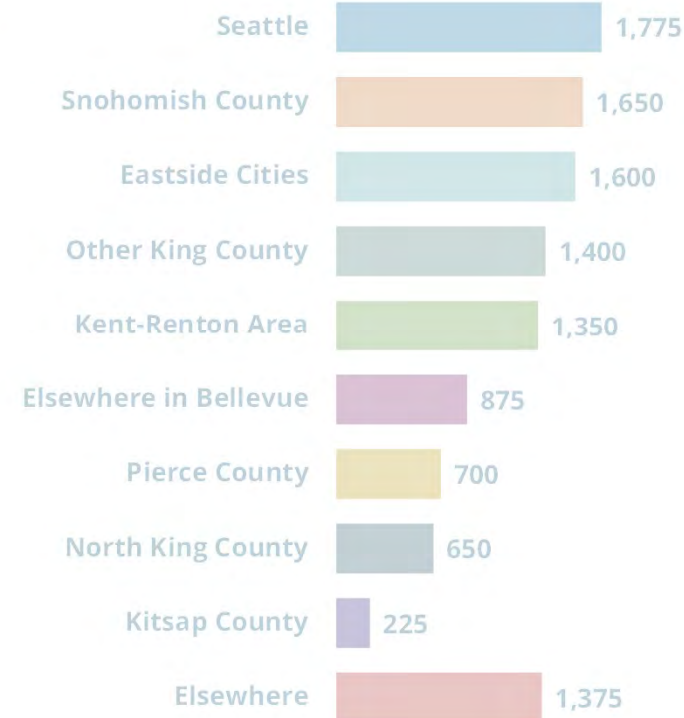 Seattle 1,775
Snohomish County 1,650
Eastside Cities 1,600
Other King County 1,400
Kent-Renton Area 1,350
Elsewhere in Bellevue 875
Pierce County 700
North King County 650
Kitsap County 225
Elsewhere 1,375